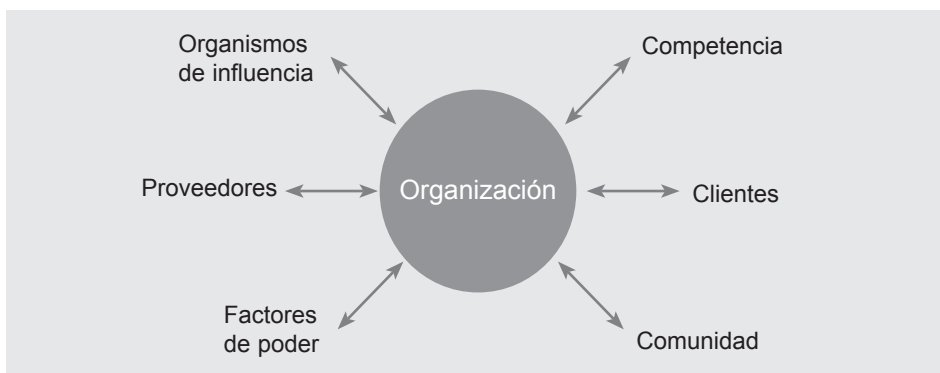 Organismos
de influencia
Competencia
Proveedores
Organización
Clientes
Factores
de poder
Comunidad